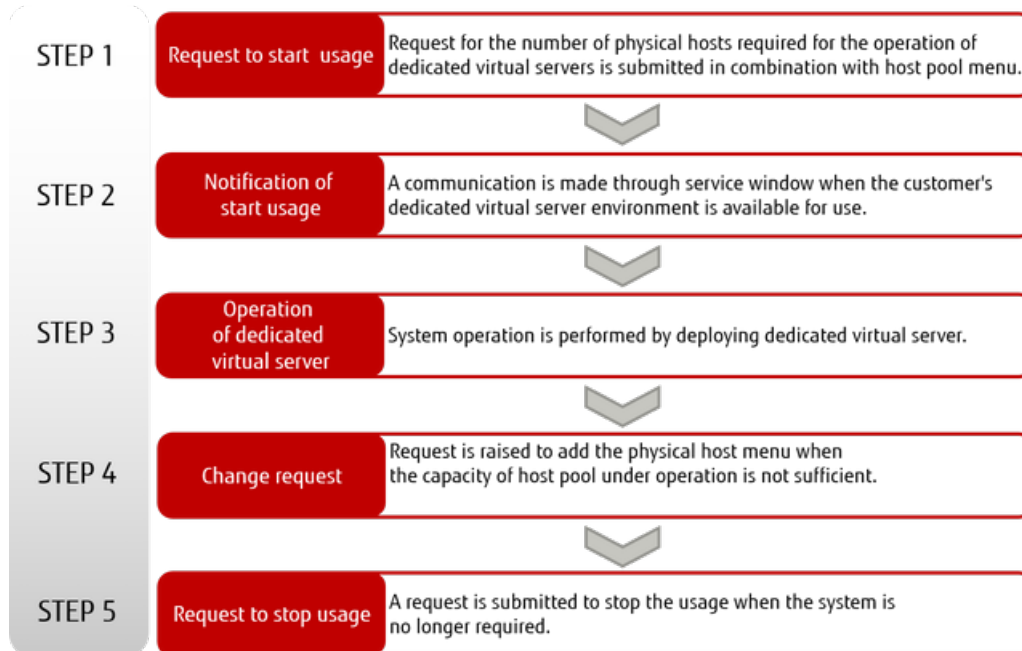 STEP 1
Request to start usage
Request for the number of physical hosts required for the operation of
dedicated virtual servers is submitted in combination with host pool menu.
STEP 2
Notification of
start usage
A communication is made through service window when the customer's
dedicated virtual server environment is available for use.
STEP 3
Operation
of dedicated
virtual server
System operation is performed by deploying dedicated virtual server.
STEP 4
Change request
Request is raised to add the physical host menu when
the capacity of host pool under operation is not sufficient.
STEP 5
Request to stop usage
A request is submitted to stop the usage when the system is
no longer required.